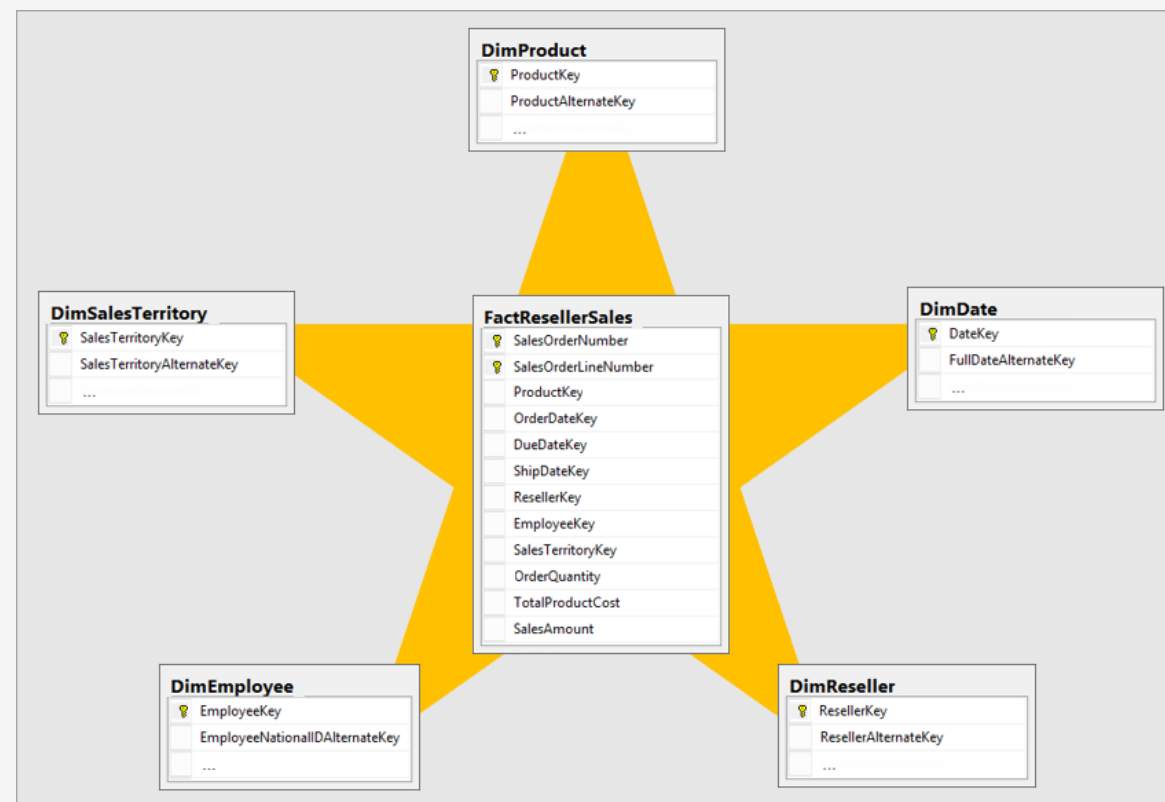 DimProduct
ProductKey
ProductAlternateKey
...
DimSalesTerritory
SalesTerritoryKey
SalesTerritoryAlternateKey
...
FactResellerSales
SalesOrderNumber
SalesOrderLineNumber
ProductKey
OrderDateKey
DueDateKey
ShipDateKey
ResellerKey
EmployeeKey
SalesTerritoryKey
OrderQuantity
TotalProductCost
SalesAmount
DimDate
DateKey
FullDateAlternateKey
...
DimEmployee
EmployeeKey
EmployeeNationalIDAlternateKey
...
DimReseller
ResellerKey
ResellerAlternateKey
...